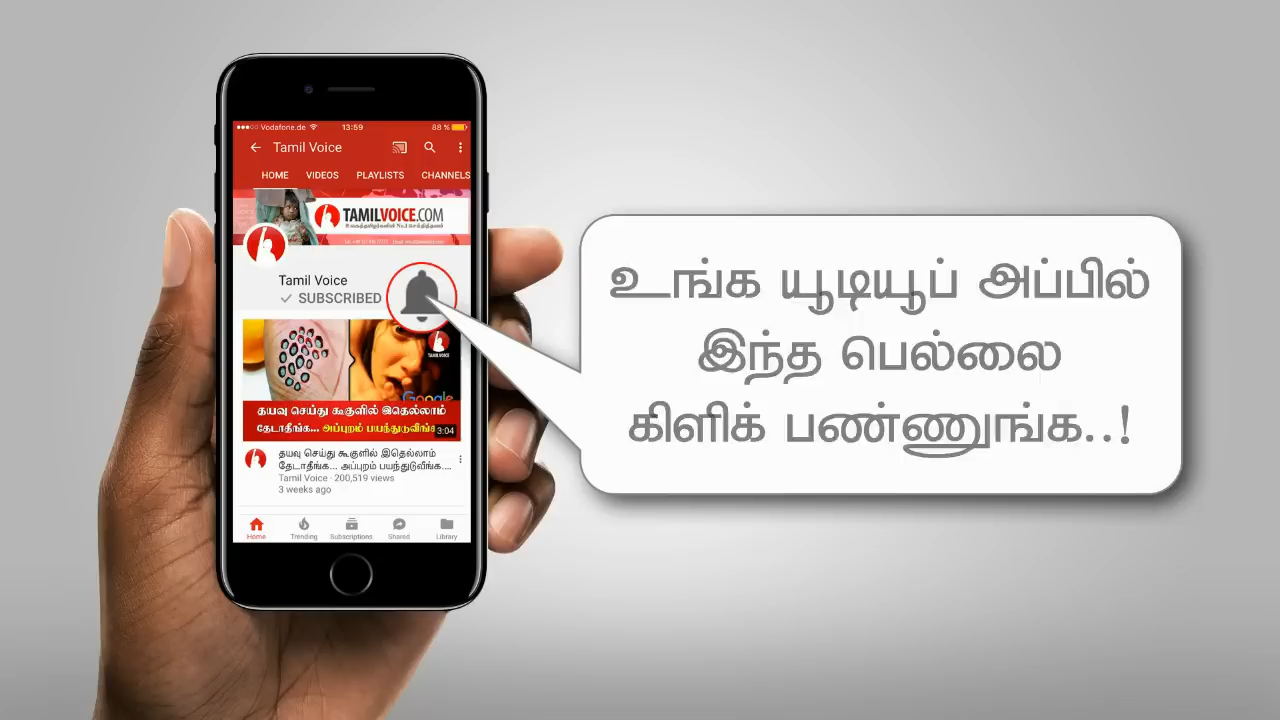 Vodafone.de
13:59
88 %
Tamil Voice
HOME VIDEOS PLAYLISTS CHANNELS
TAMILVOICE.COM
Tamil Voice
SUBSCRIBED
TAMIL VOICE
Google
தயவு செய்து கூகுளில் இதெல்லாம்
தேடாதீங்க... அப்புறம் பயந்துடுவீங்க
3:04
தயவு செய்து கூகுளில் இதெல்லாம்
தேடாதீங்க... அப்புறம் பயந்துடுவீங்க....
Tamil Voice - 200,519 views
3 weeks ago
Home Trending Subscriptions Shared Library
உங்க யூடியூப் அப்பில்
இந்த பெல்லை
கிளிக் பண்ணுங்க..!